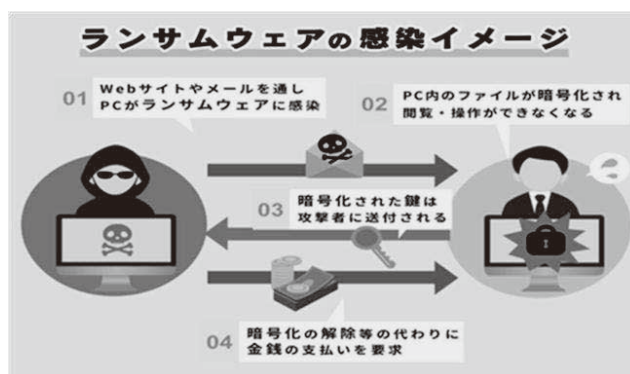 ランサムウェアの感染イメージ
01 Webサイトやメールを通し
PCがランサムウェアに感染
02 PC内のファイルが暗号化され
閲覧・操作ができなくなる
03 暗号化された鍵は
攻撃者に送付される
04 暗号化の解除等の代わりに
金銭の支払いを要求